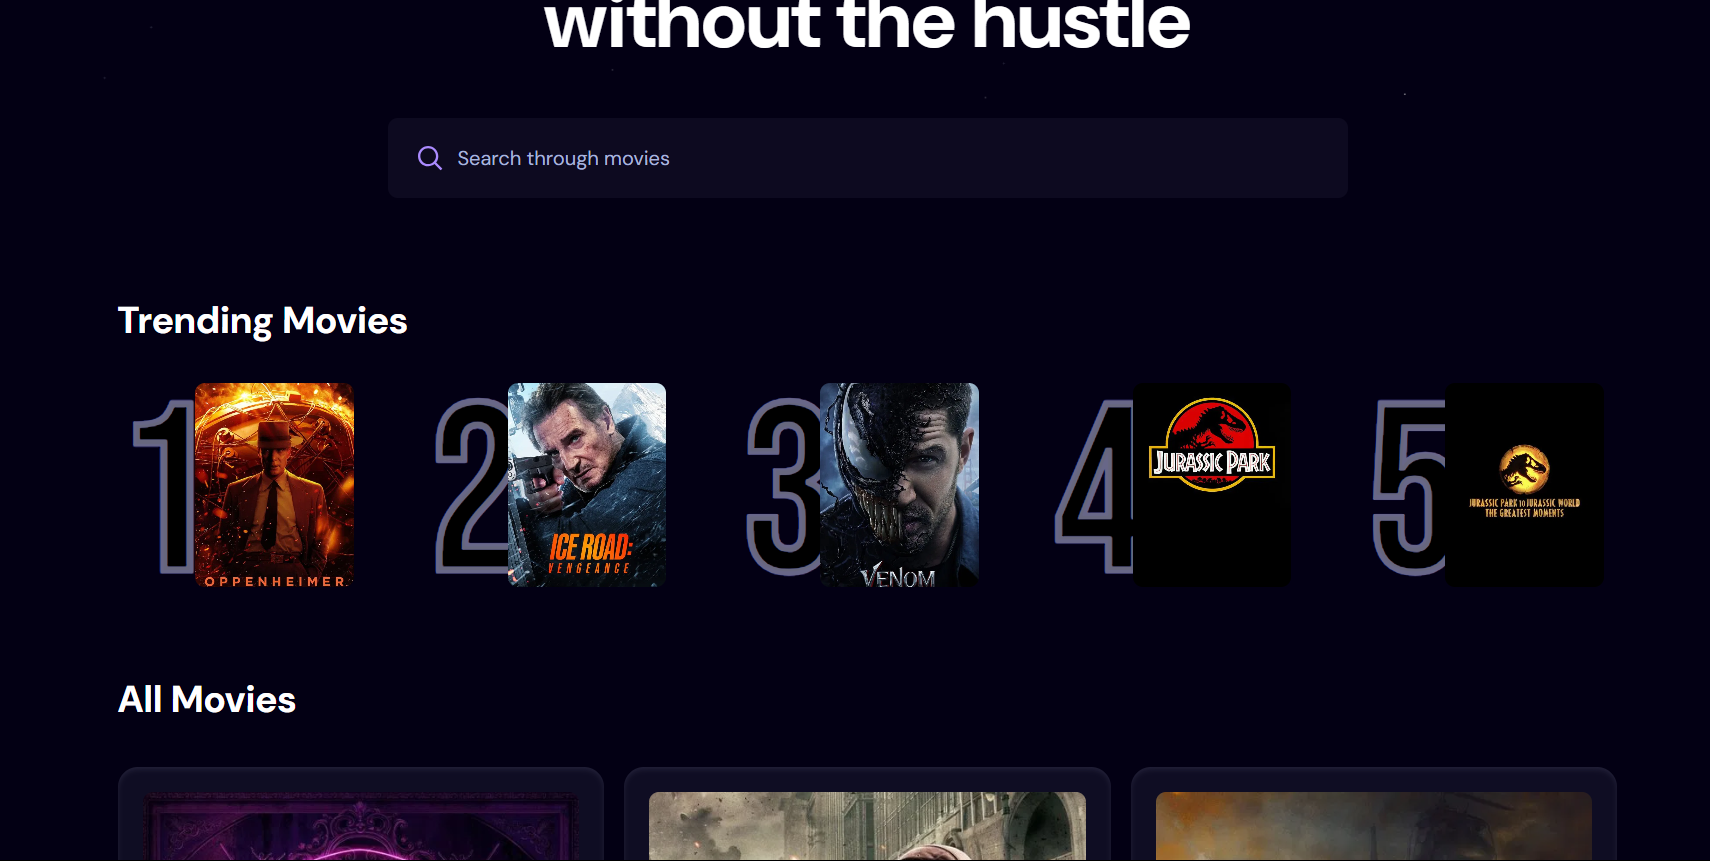 without the hustle
Search through movies
Trending Movies
1
OPPENHEIMER
2
ICE ROAD:
VENGEANCE
3
VENOM
4
JURASSIC PARK
5
JURASSIC PARK TO JURASSIC WORLD
THE GREATEST MOMENTS
All Movies